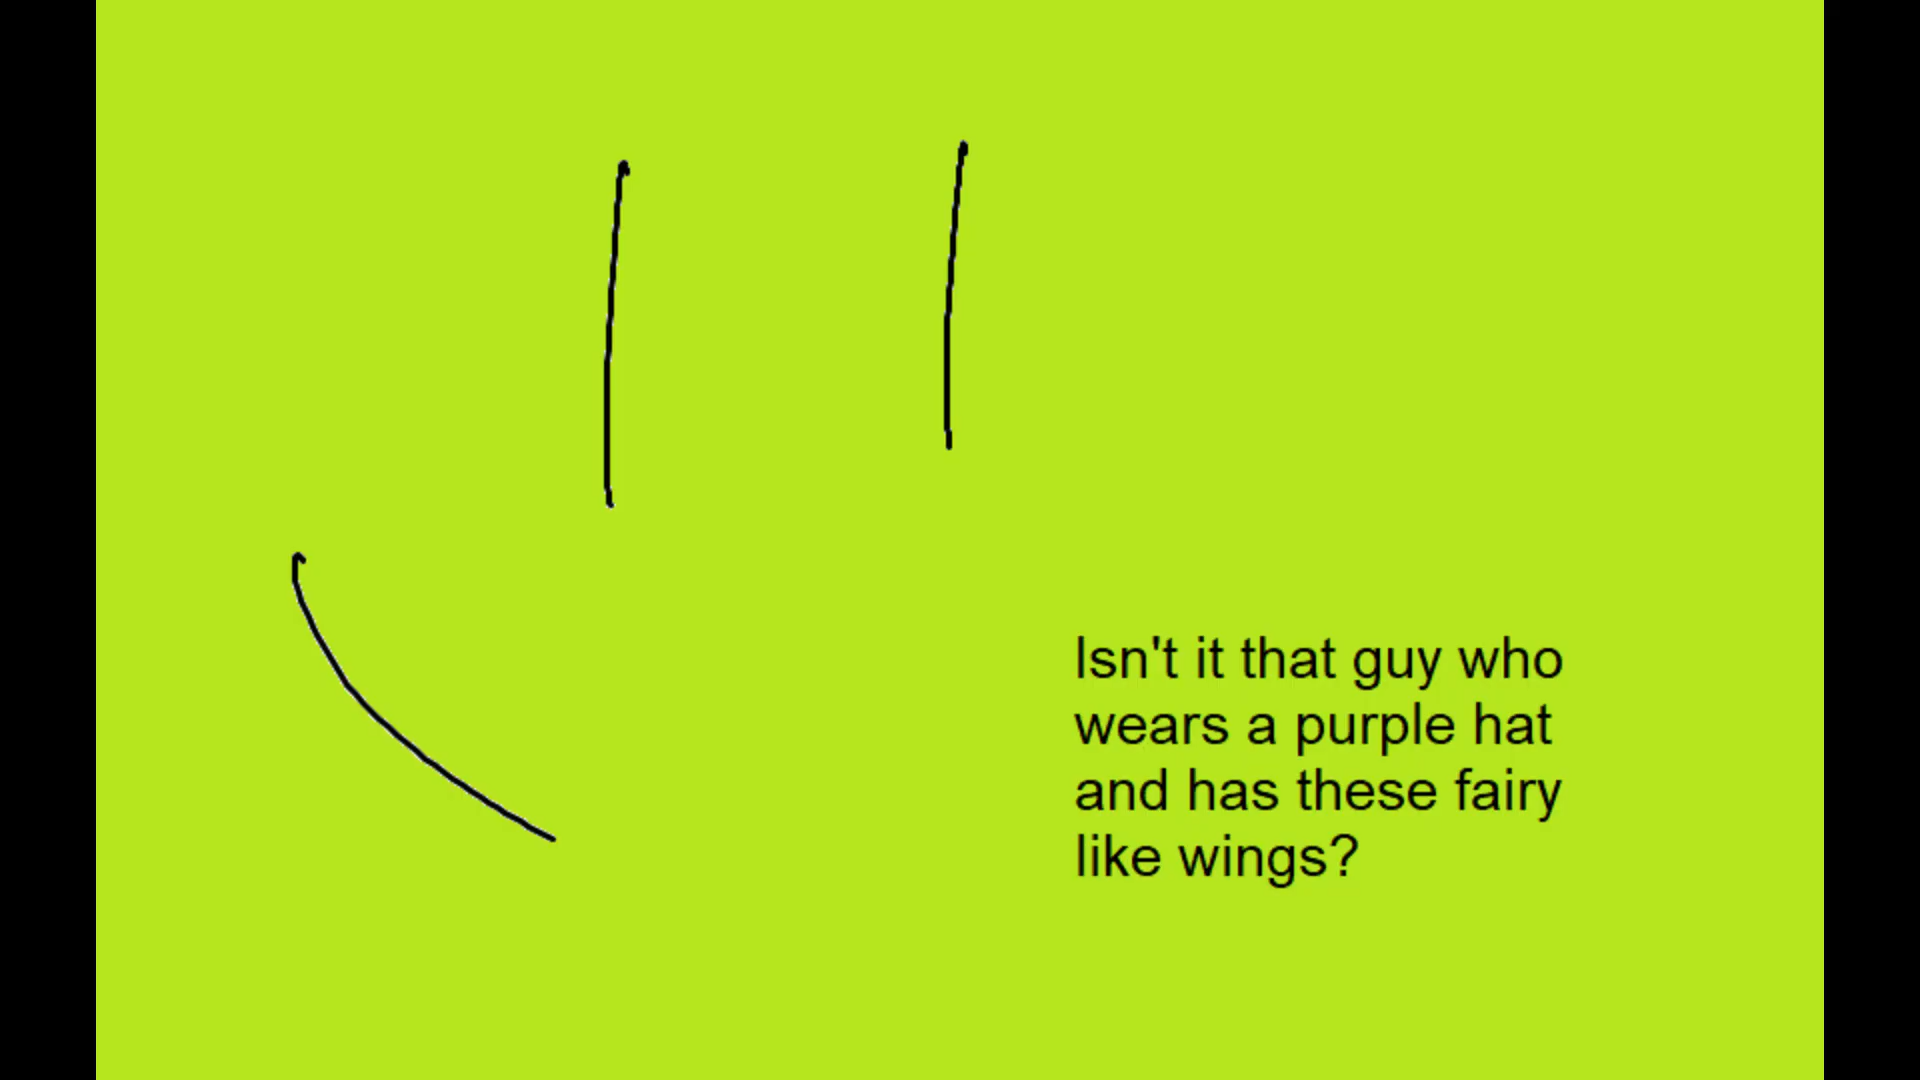 Isn't it that guy who
wears a purple hat
and has these fairy
like wings?